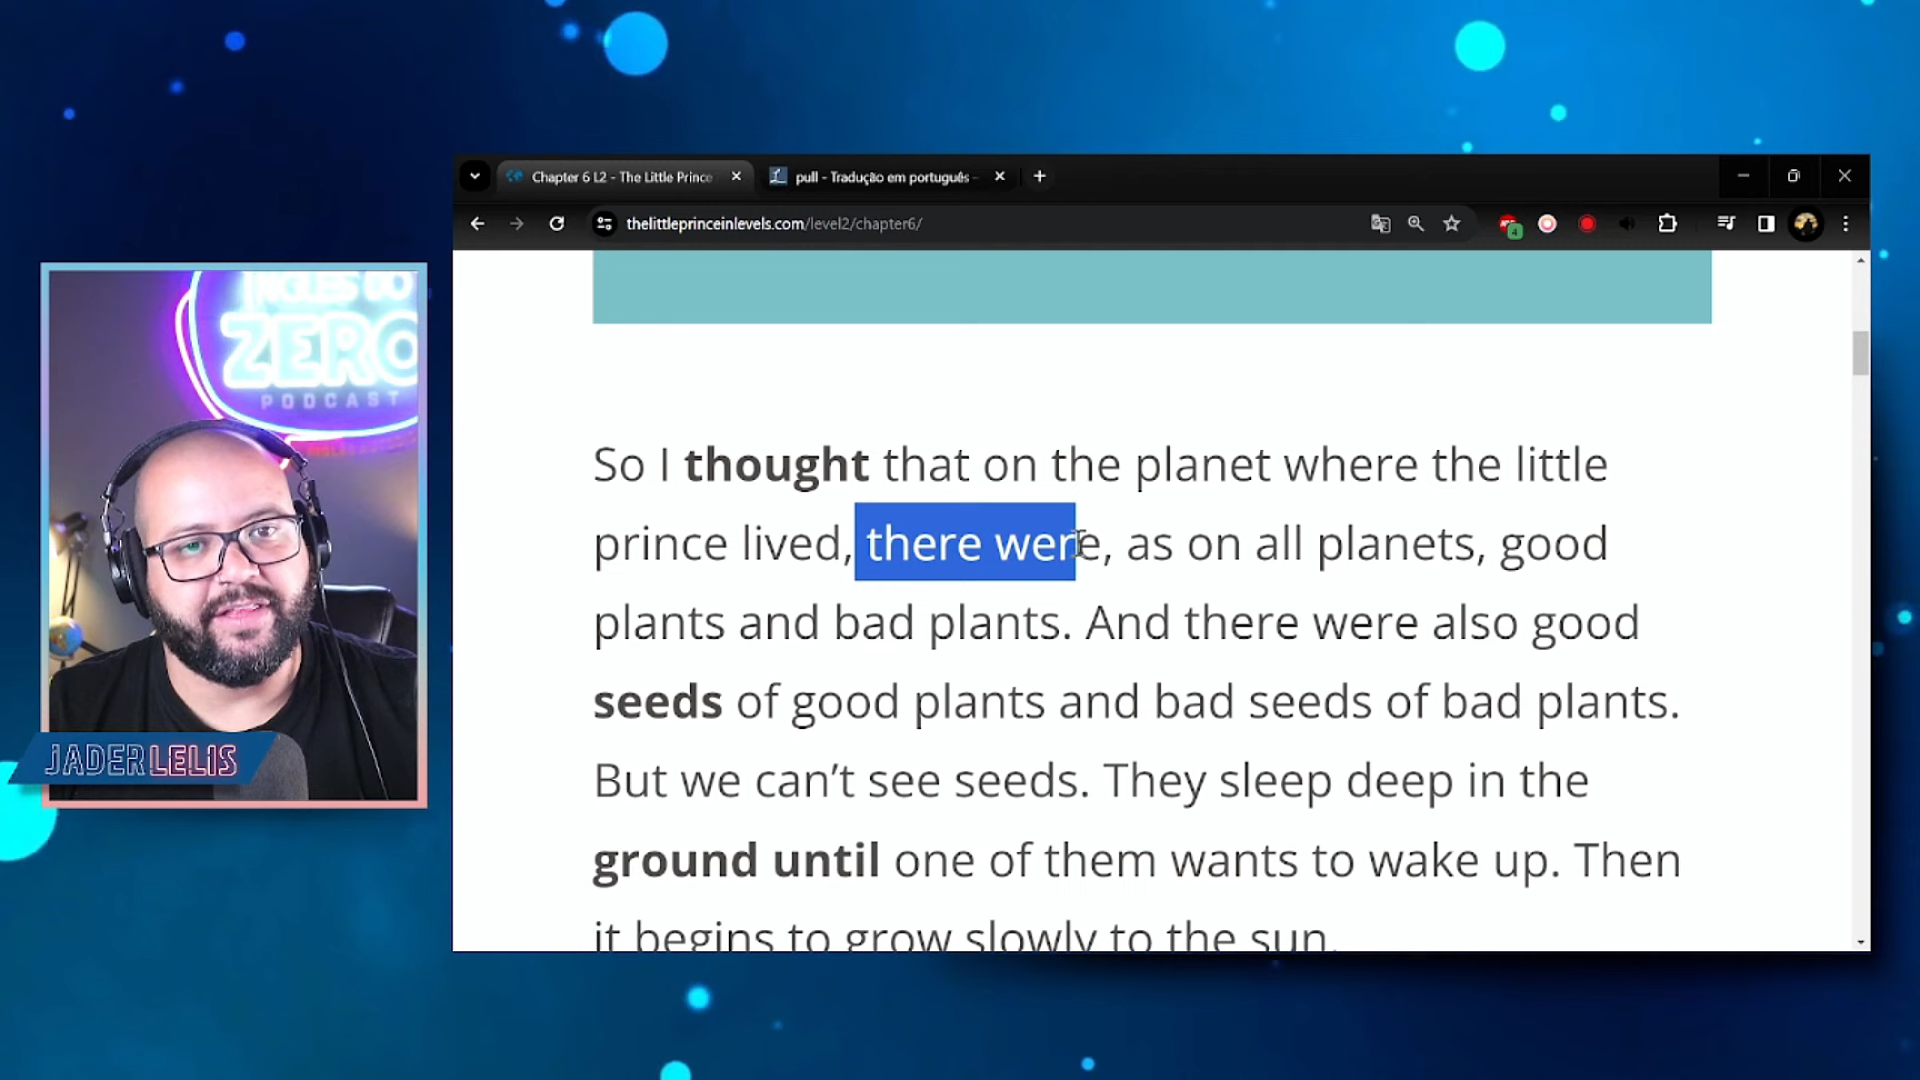 Chapter 6 L2 - The Little Prince
pull - Tradução em português -
thelittleprinceinlevels.com/level2/chapter6/
4
ZERO
PODCAST
JADERLELIS
So I thought that on the planet where the little
prince lived, there were, as on all planets, good
plants and bad plants. And there were also good
seeds of good plants and bad seeds of bad plants.
But we can't see seeds. They sleep deep in the
ground until one of them wants to wake up. Then
it begins to grow slowly to the sun.